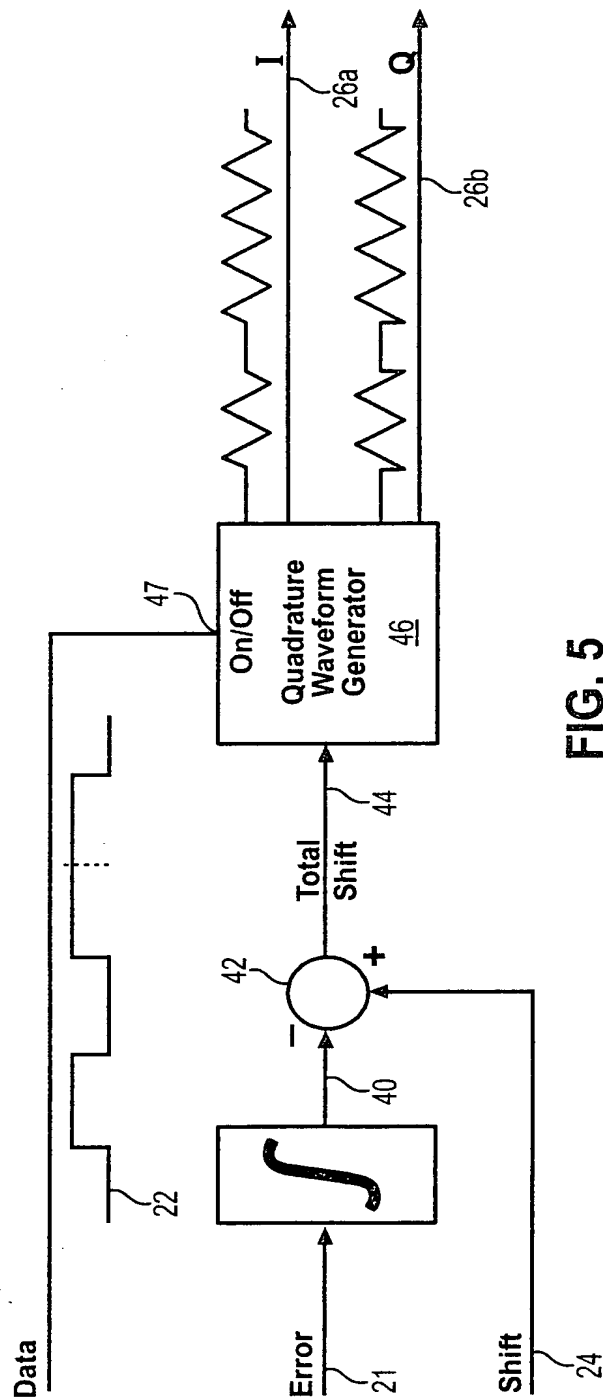 Data
22
47
On/Off
Quadrature
Waveform
Generator
46
I
26a
Q
26b
Error
21
∫
40
−
42
+
Total
Shift
44
Shift
24
FIG. 5